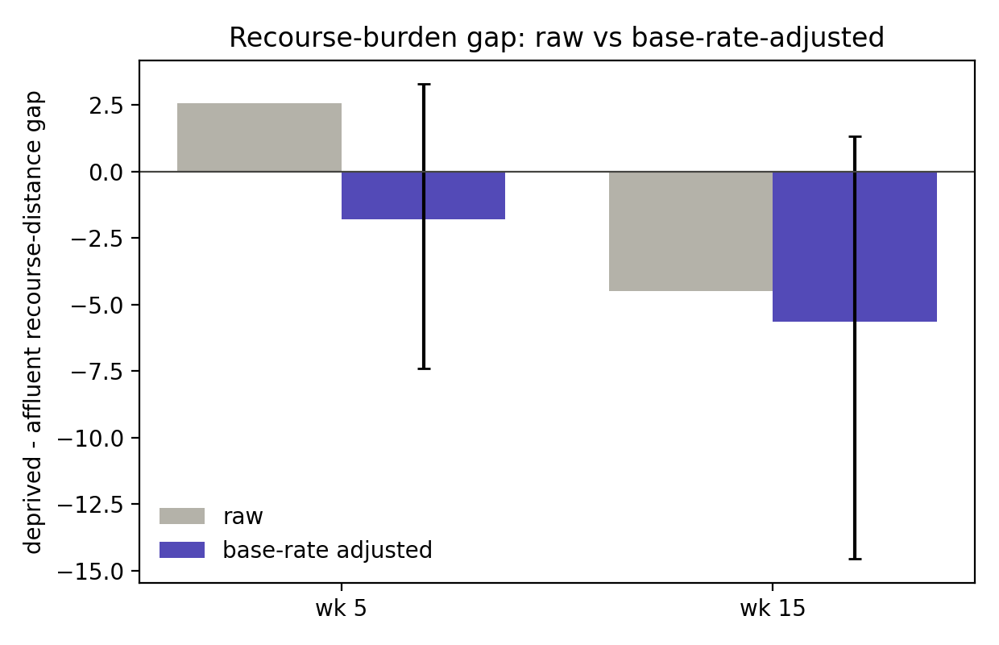 Recourse-burden gap: raw vs base-rate-adjusted
deprived - affluent recourse-distance gap
2.5
0.0
−2.5
−5.0
−7.5
−10.0
−12.5
−15.0
raw
base-rate adjusted
wk 5
wk 15